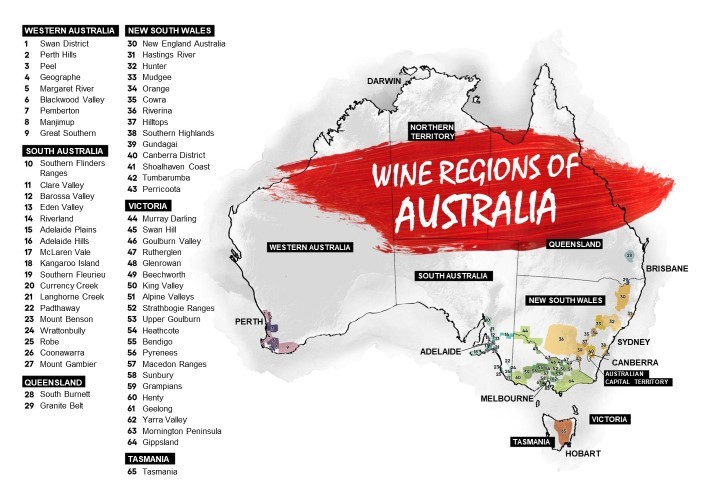 WESTERN AUSTRALIA
1 Swan District
2 Perth Hills
3 Peel
4 Geographe
5 Margaret River
6 Blackwood Valley
7 Pemberton
8 Manjimup
9 Great Southern
SOUTH AUSTRALIA
10 Southern Flinders
Ranges
11 Clare Valley
12 Barossa Valley
13 Eden Valley
14 Riverland
15 Adelaide Plains
16 Adelaide Hills
17 McLaren Vale
18 Kangaroo Island
19 Southern Fleurieu
20 Currency Creek
21 Langhorne Creek
22 Padthaway
23 Mount Benson
24 Wrattonbully
25 Robe
26 Coonawarra
27 Mount Gambier
QUEENSLAND
28 South Burnett
29 Granite Belt
NEW SOUTH WALES
30 New England Australia
31 Hastings River
32 Hunter
33 Mudgee
34 Orange
35 Cowra
36 Riverina
37 Hilltops
38 Southern Highlands
39 Gundagai
40 Canberra District
41 Shoalhaven Coast
42 Tumbarumba
43 Perricoota
VICTORIA
44 Murray Darling
45 Swan Hill
46 Goulburn Valley
47 Rutherglen
48 Glenrowan
49 Beechworth
50 King Valley
51 Alpine Valleys
52 Strathbogie Ranges
53 Upper Goulburn
54 Heathcote
55 Bendigo
56 Pyrenees
57 Macedon Ranges
58 Sunbury
59 Grampians
60 Henty
61 Geelong
62 Yarra Valley
63 Mornington Peninsula
64 Gippsland
TASMANIA
65 Tasmania
DARWIN
NORTHERN
TERRITORY
WINE REGIONS OF
AUSTRALIA
WESTERN AUSTRALIA
QUEENSLAND
SOUTH AUSTRALIA
BRISBANE
NEW SOUTH WALES
PERTH
SYDNEY
ADELAIDE
CANBERRA
AUSTRALIAN
CAPITAL TERRITORY
MELBOURNE
VICTORIA
TASMANIA
HOBART